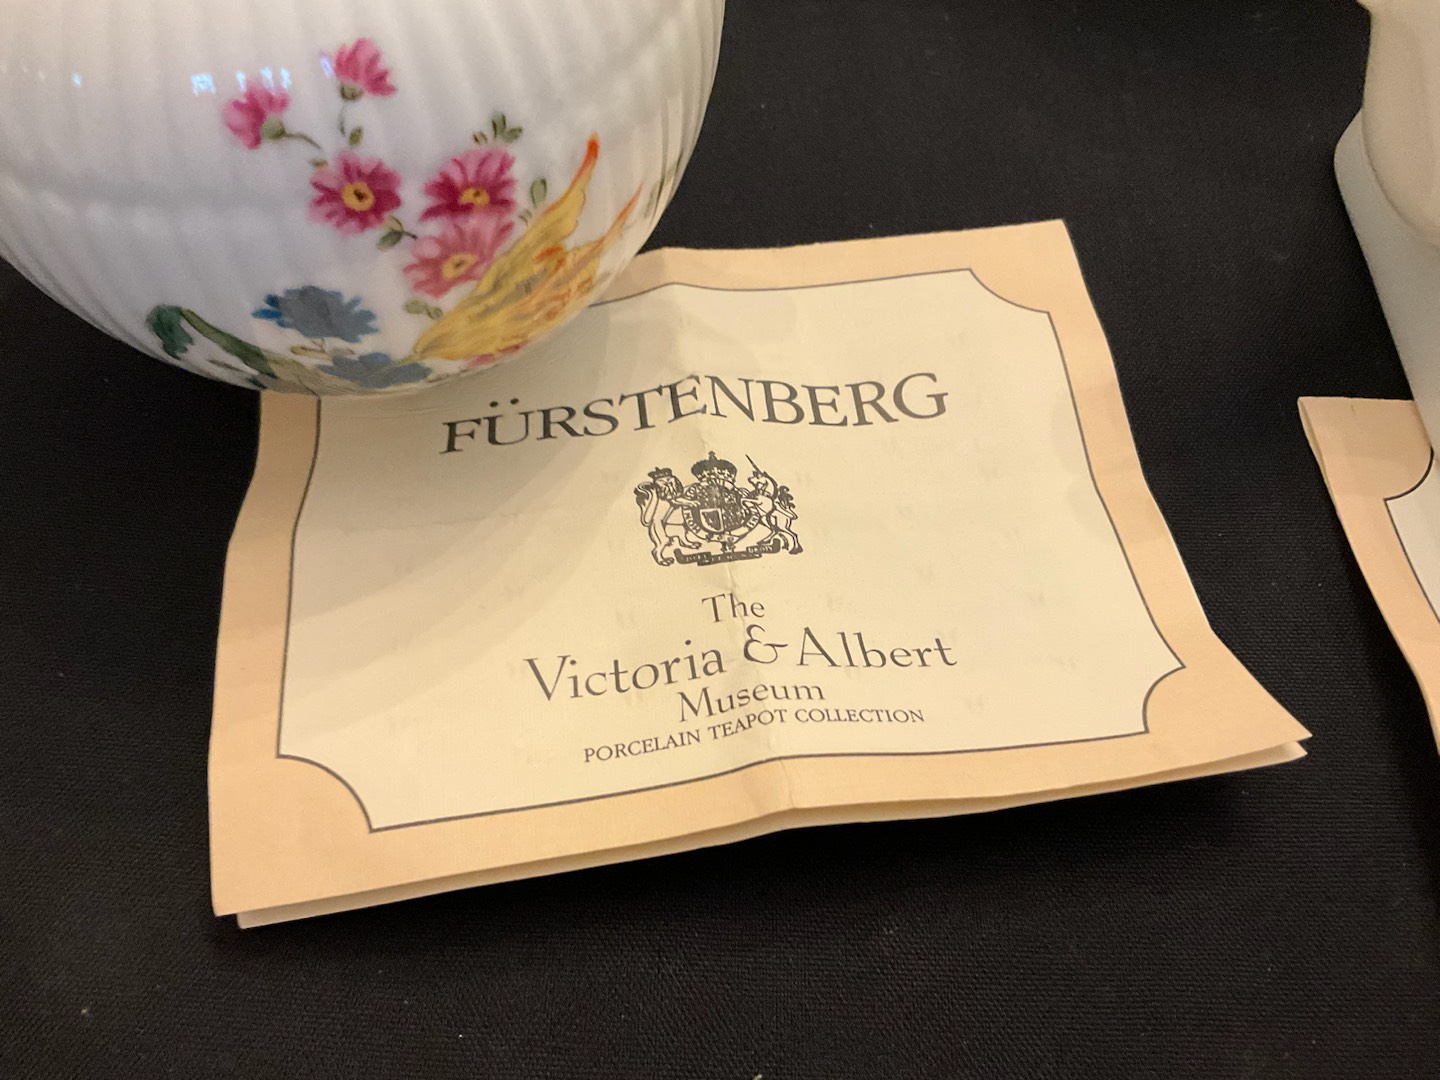 FÜRSTENBERG
The
Victoria & Albert
Museum
PORCELAIN TEAPOT COLLECTION